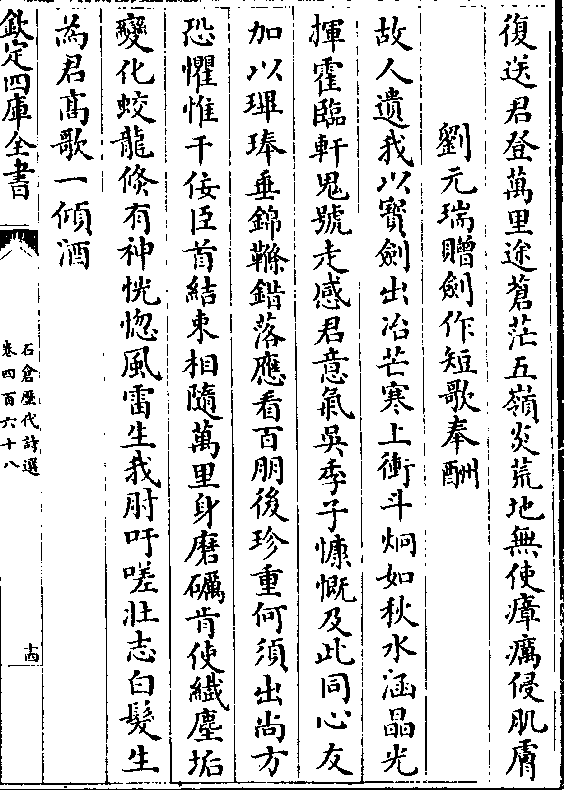 復送君登萬里途蒼茫五嶺炎荒地無使瘴癘侵肌膚
劉元瑞贈劍作短歌奉酬
故人遺我以寶劍出冶芒寒上衝斗炯如秋水涵晶光
揮霍臨軒鬼號走感君意氣吳季子慷慨及此同心友
加以琕琫垂錦鞶錯落應看百朋後珍重何須出尚方
恐懼惟干佞臣首結束相隨萬里身磨礪肯使纎塵垢
變化蛟龍倐有神恍惚風雷生我肘吁嗟壯志白髮生
為君髙歌一傾酒
欽定四庫全書
石倉歷代詩選
卷四百六十八
十四